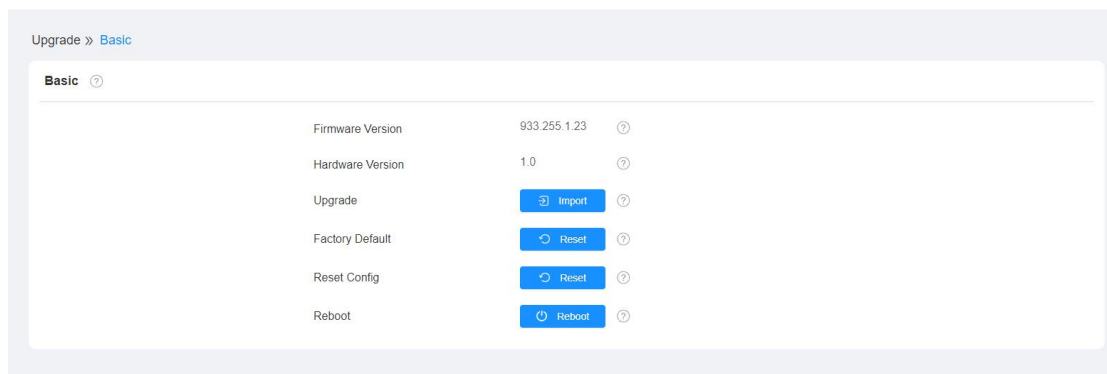 Upgrade » Basic
Basic ?
Firmware Version 933.255.1.23 ?
Hardware Version 1.0 ?
Upgrade Import ?
Factory Default Reset ?
Reset Config Reset ?
Reboot Reboot ?